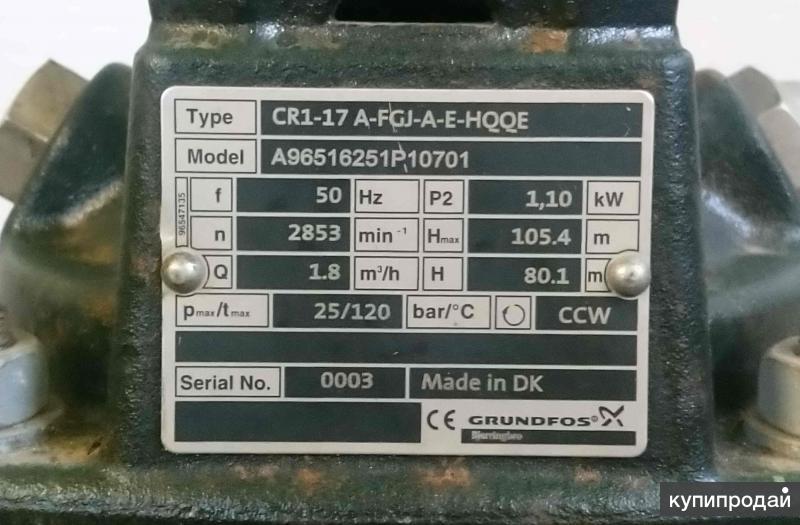 Type CR1-17 A-FGJ-A-E-HQQE
Model A96516251P10701
96547135
f 50 Hz P2 1,10 kW
n 2853 min⁻¹ Hmax 105.4 m
Q 1.8 m³/h H 80.1 m
pmax/tmax 25/120 bar/°C CCW
Serial No. 0003 Made in DK
CE GRUNDFOS®
Bjerringbro
купипродай